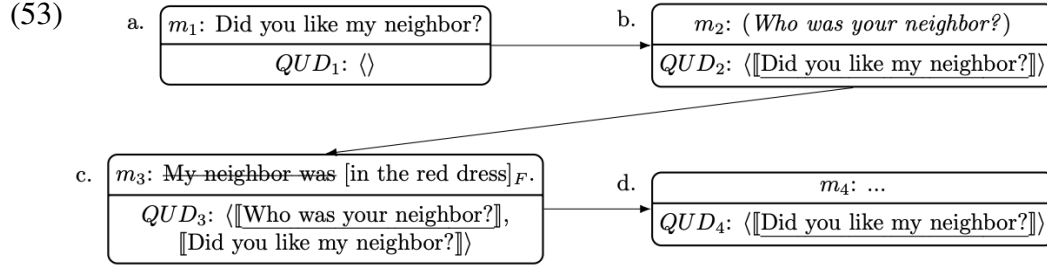 (53)
a. m₁: Did you like my neighbor?
QUD₁: ⟨⟩
b. m₂: (Who was your neighbor?)
QUD₂: ⟨⟦Did you like my neighbor?⟧⟩
c. m₃: My neighbor was [in the red dress]F.
QUD₃: ⟨⟦Who was your neighbor?⟧,
⟦Did you like my neighbor?⟧⟩
d. m₄: ...
QUD₄: ⟨⟦Did you like my neighbor?⟧⟩